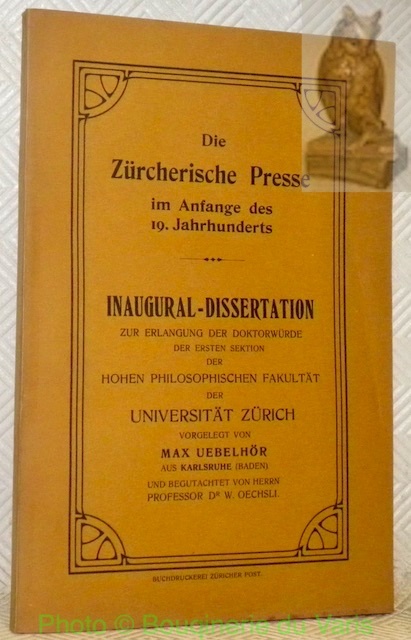 Die
Zürcherische Presse
im Anfange des
19. Jahrhunderts
INAUGURAL-DISSERTATION
ZUR ERLANGUNG DER DOKTORWÜRDE
DER ERSTEN SEKTION
DER
HOHEN PHILOSOPHISCHEN FAKULTÄT
DER
UNIVERSITÄT ZÜRICH
VORGELEGT VON
MAX UEBELHÖR
AUS KARLSRUHE (BADEN)
UND BEGUTACHTET VON HERRN
PROFESSOR DR W. OECHSLI.
BUCHDRUCKEREI ZÜRICHER POST.
Photo © Bouquinerie du Varis